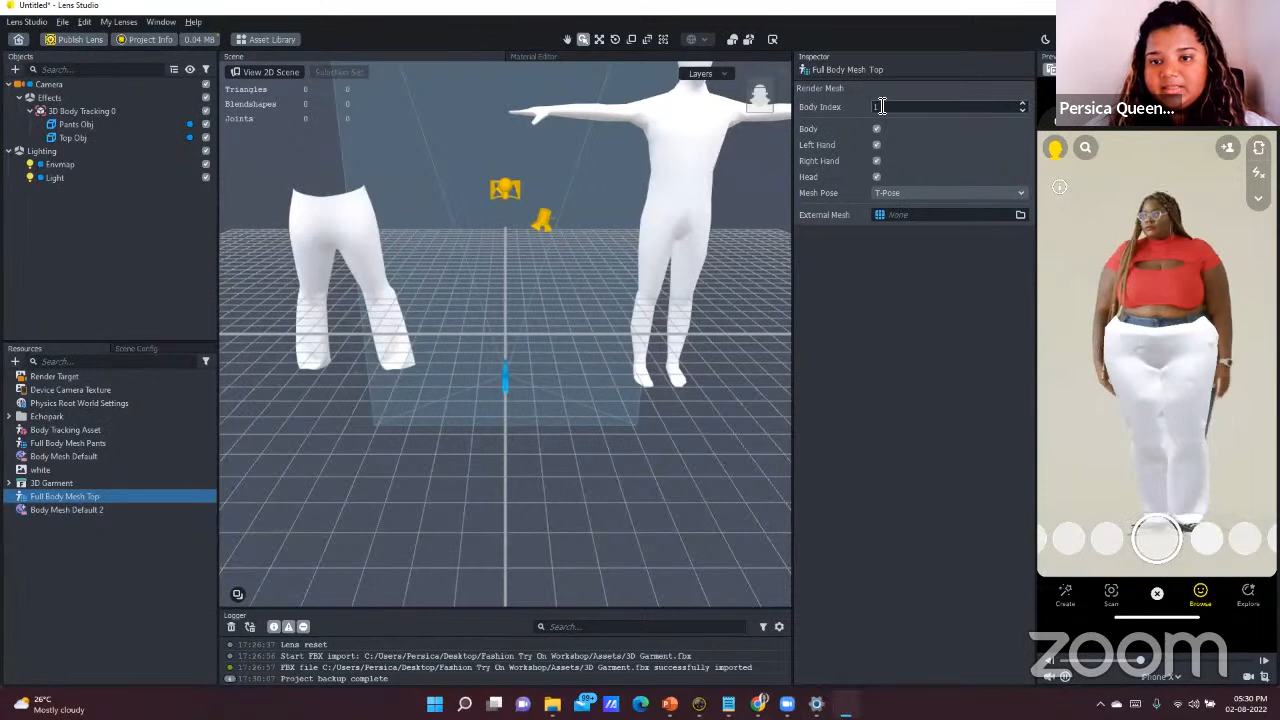 Untitled* - Lens Studio
Lens Studio File Edit My Lenses Window Help
Publish Lens Project Info 0.04 MB Asset Library
Objects
Search...
Camera
Effects
3D Body Tracking 0
Pants Obj
Top Obj
Lighting
Envmap
Light
Resources Scene Config
Search...
Render Target
Device Camera Texture
Physics Root World Settings
Echopark
Body Tracking Asset
Full Body Mesh Pants
Body Mesh Default
white
3D Garment
Full Body Mesh Top
Body Mesh Default 2
Scene Material Editor
View 2D Scene Selection Set Layers
Triangles 0 0
Blendshapes 0 0
Joints 0 0
Logger
Search...
17:26:37 Lens reset
17:26:56 Start FBX import: C:/Users/Persica/Desktop/Fashion Try On Workshop/Assets/3D Garment.fbx
17:26:57 FBX file C:/Users/Persica/Desktop/Fashion Try On Workshop/Assets/3D Garment.fbx successfully imported
17:30:07 Project backup complete
Inspector
Full Body Mesh Top
Render Mesh
Body Index 1
Body
Left Hand
Right Hand
Head
Mesh Pose T-Pose
External Mesh None
Persica Queen...
Create Scan Browse Explore
zoom
26°C
Mostly cloudy
99+
05:30 PM
02-08-2022